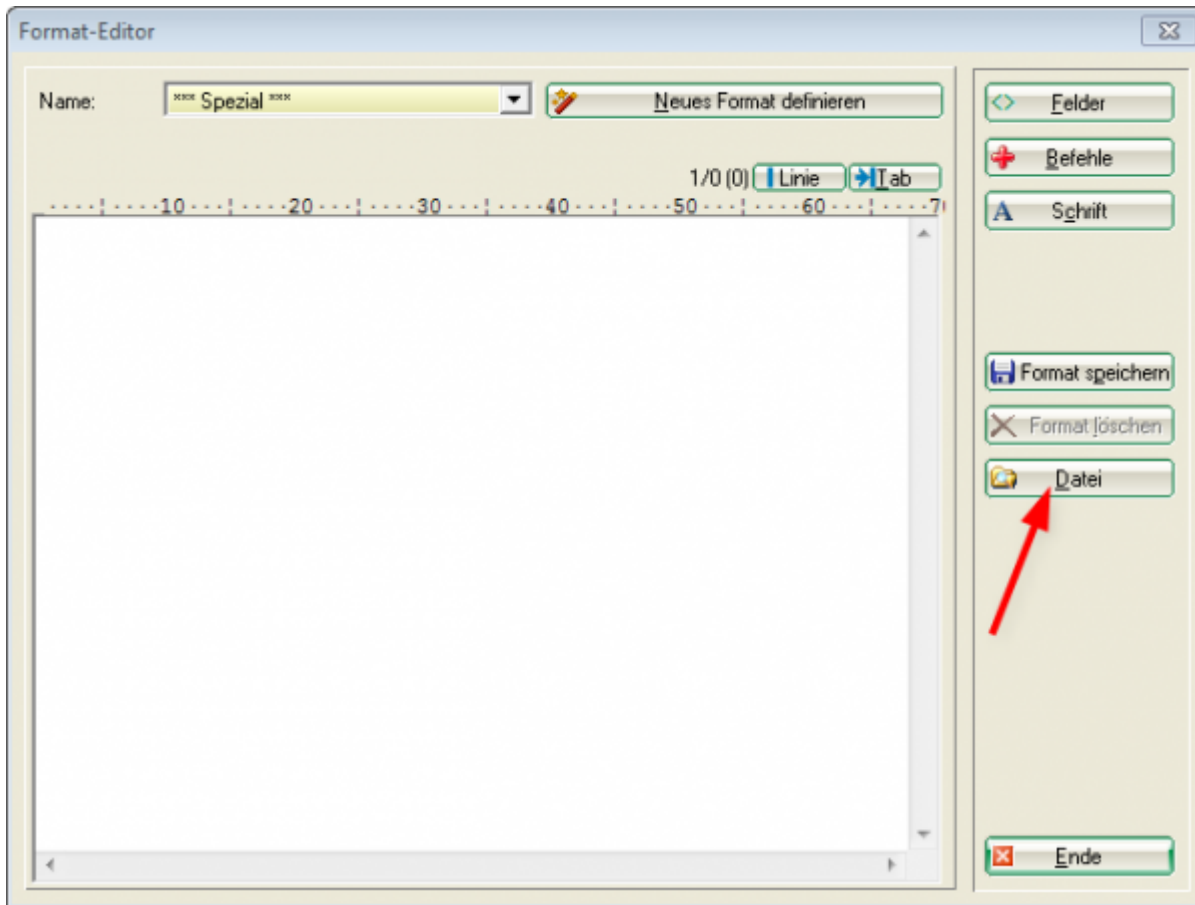 Format-Editor
Name: *** Spezial *** Neues Format definieren
1/0 (0) Linie Tab
. . . . ¦ . . . . 10 . . . ¦ . . . . 20 . . . ¦ . . . . 30 . . . ¦ . . . . 40 . . . ¦ . . . . 50 . . . ¦ . . . . 60 . . . ¦ . . . . 7
Felder
Befehle
Schrift
Format speichern
Format löschen
Datei
Ende